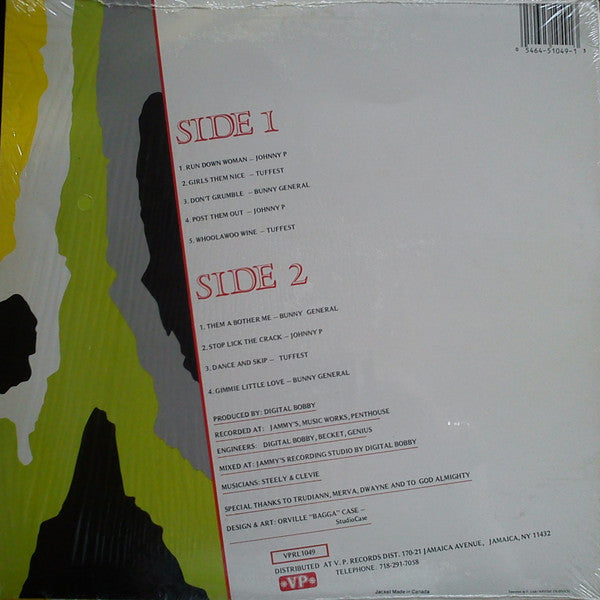 0 5464-51049-1 1
SIDE 1
1. RUN DOWN WOMAN – JOHNNY P
2. GIRLS THEM NICE – TUFFEST
3. DON'T GRUMBLE – BUNNY GENERAL
4. POST THEM OUT – JOHNNY P
5. WHOOLAWOO WINE – TUFFEST
SIDE 2
1. THEM A BOTHER ME – BUNNY GENERAL
2. STOP LICK THE CRACK – JOHNNY P
3. DANCE AND SKIP – TUFFEST
4. GIMMIE LITTLE LOVE – BUNNY GENERAL
PRODUCED BY: DIGITAL BOBBY
RECORDED AT: JAMMY'S, MUSIC WORKS, PENTHOUSE
ENGINEERS: DIGITAL BOBBY, BECKET, GENIUS
MIXED AT: JAMMY'S RECORDING STUDIO BY DIGITAL BOBBY
MUSICIANS: STEELY & CLEVIE
SPECIAL THANKS TO TRUDIANN, MERVA, DWAYNE AND TO GOD ALMIGHTY
DESIGN & ART: ORVILLE "BAGGA" CASE –
StudioCase
VPRL1049
DISTRIBUTED AT V. P. RECORDS DIST. 170-21 JAMAICA AVENUE, JAMAICA, NY 11432
VP TELEPHONE: 718-291-7058
Jacket Made in Canada